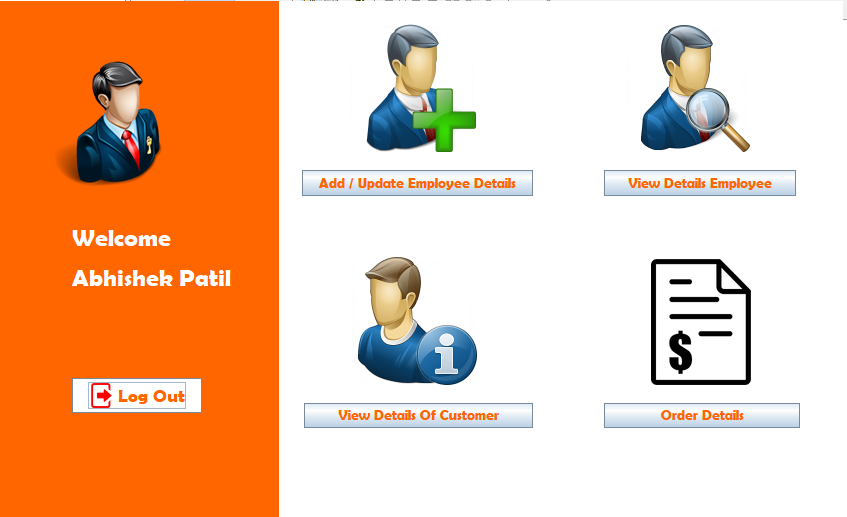 Welcome
Abhishek Patil
Log Out
Add / Update Employee Details
View Details Employee
View Details Of Customer
Order Details